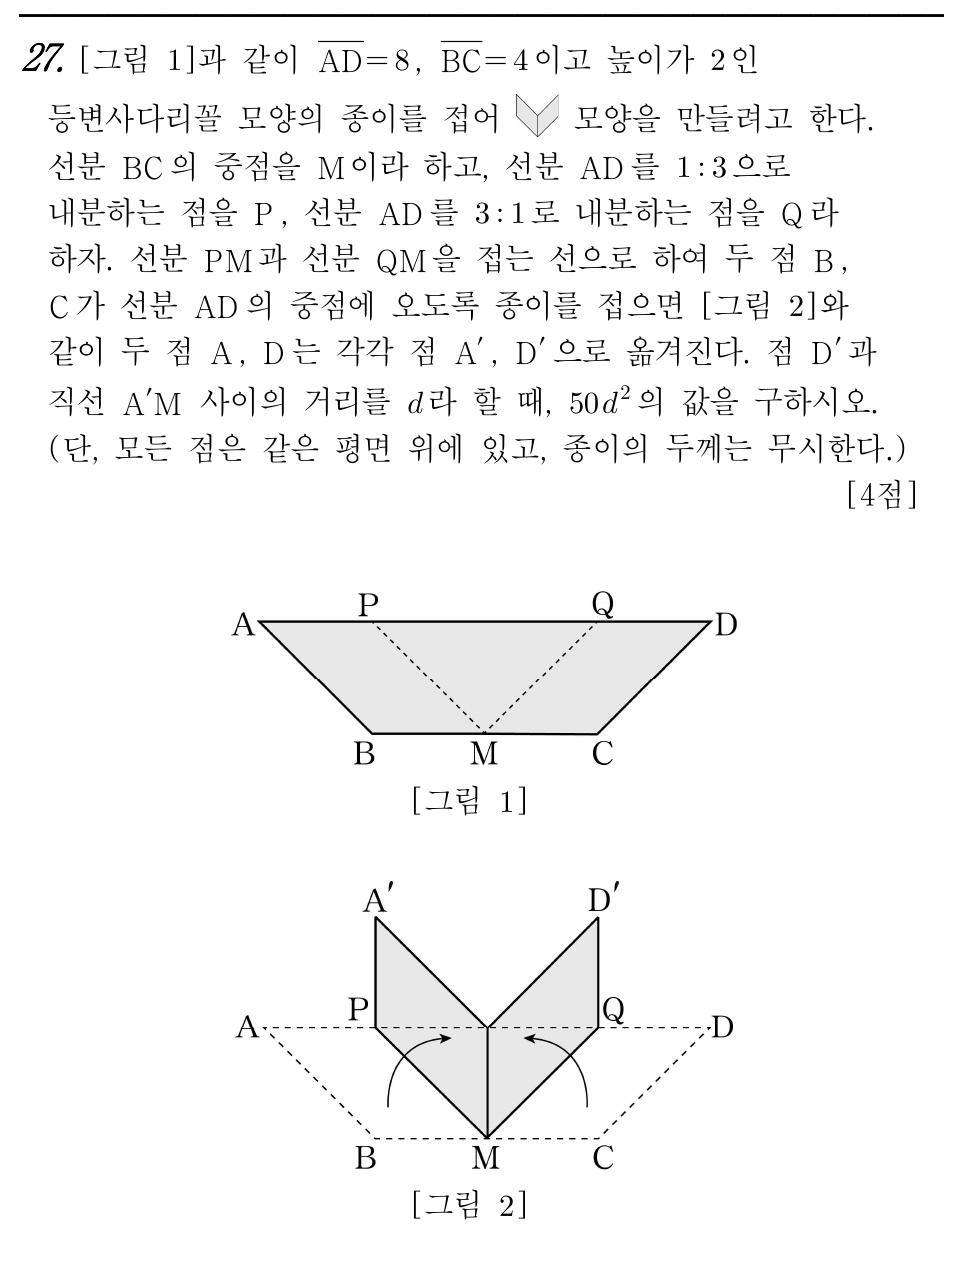 27. [그림 1]과 같이 AD=8, BC=4이고 높이가 2인
등변사다리꼴 모양의 종이를 접어 모양을 만들려고 한다.
선분 BC의 중점을 M이라 하고, 선분 AD를 1:3으로
내분하는 점을 P, 선분 AD를 3:1로 내분하는 점을 Q라
하자. 선분 PM과 선분 QM을 접는 선으로 하여 두 점 B,
C가 선분 AD의 중점에 오도록 종이를 접으면 [그림 2]와
같이 두 점 A, D는 각각 점 A′, D′으로 옮겨진다. 점 D′과
직선 A′M 사이의 거리를 d라 할 때, 50d²의 값을 구하시오.
(단, 모든 점은 같은 평면 위에 있고, 종이의 두께는 무시한다.)
[4점]
A P Q D
B M C
[그림 1]
A′ D′
A P Q D
B M C
[그림 2]